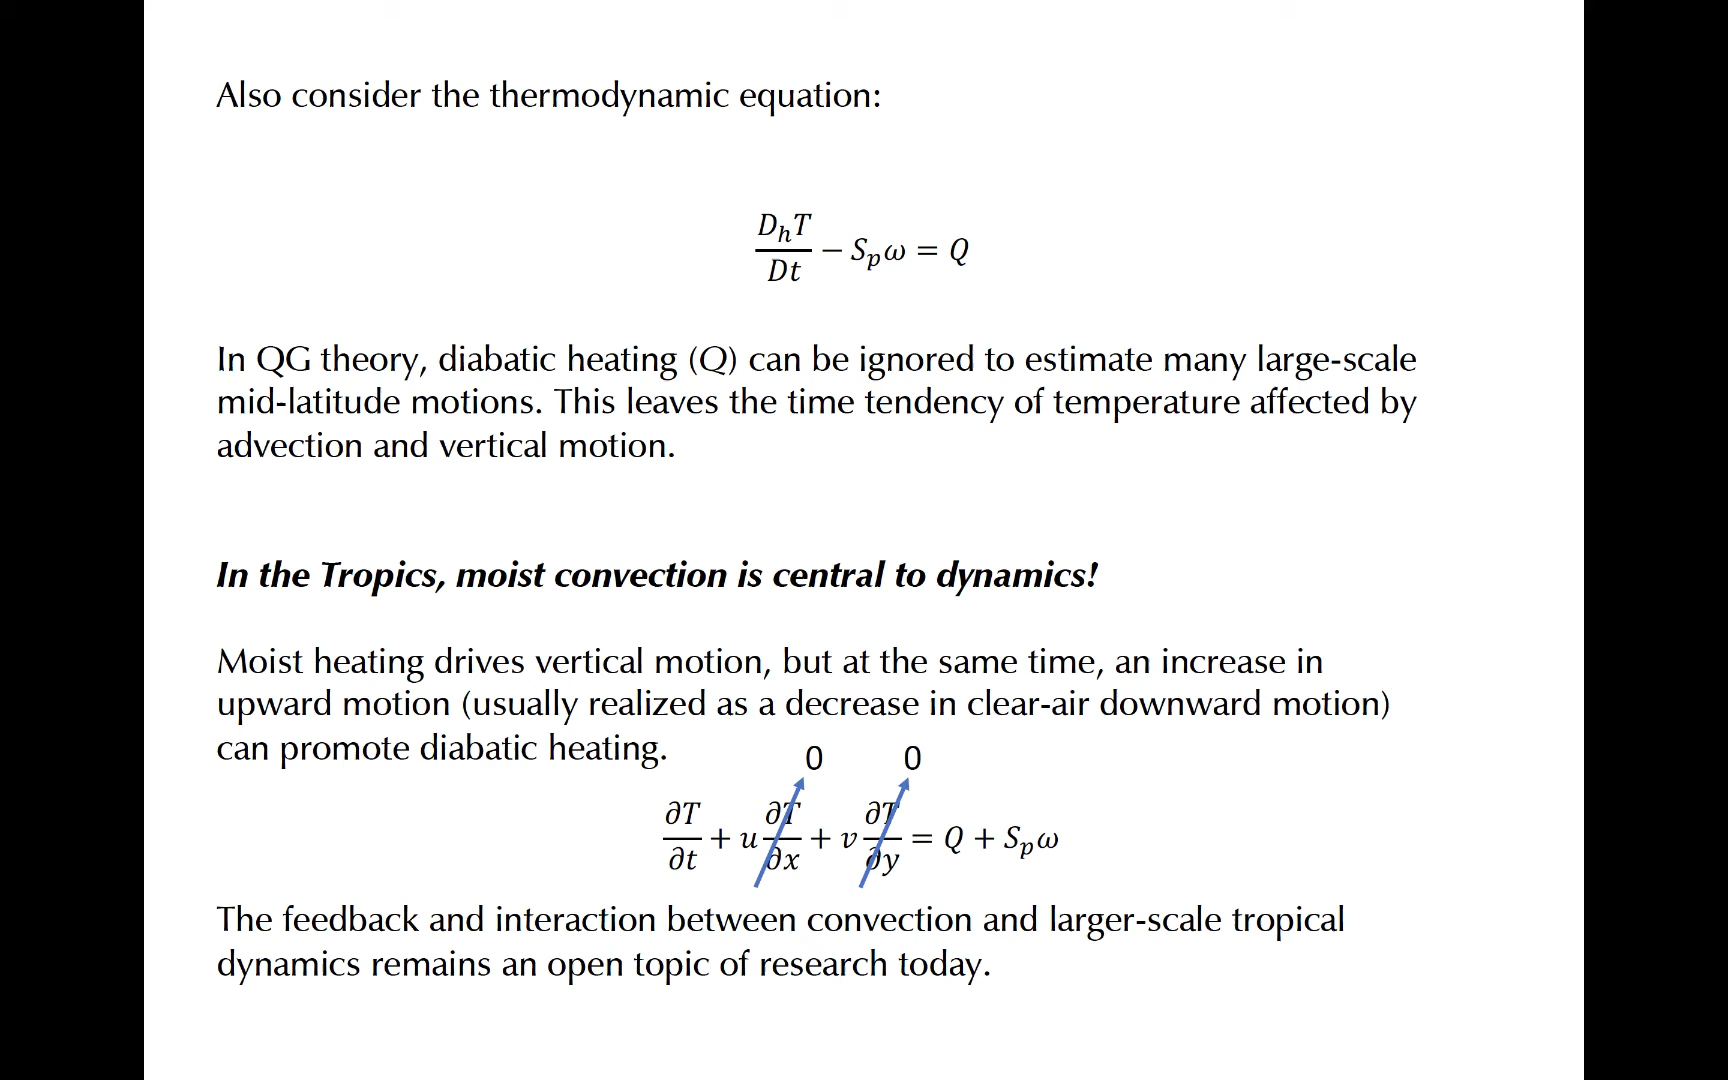 Also consider the thermodynamic equation:
D_hT/Dt − S_pω = Q
In QG theory, diabatic heating (Q) can be ignored to estimate many large-scale
mid-latitude motions. This leaves the time tendency of temperature affected by
advection and vertical motion.
In the Tropics, moist convection is central to dynamics!
Moist heating drives vertical motion, but at the same time, an increase in
upward motion (usually realized as a decrease in clear-air downward motion)
can promote diabatic heating.
0 0
∂T/∂t + u ∂T/∂x + v ∂T/∂y = Q + S_pω
The feedback and interaction between convection and larger-scale tropical
dynamics remains an open topic of research today.